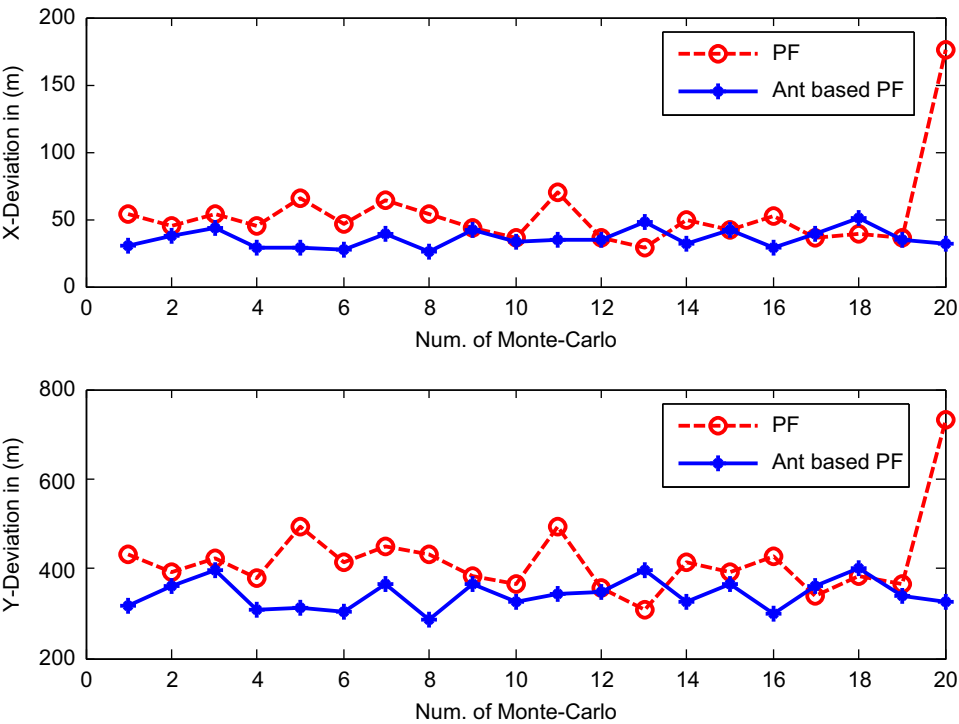 200
150
100
50
0
X-Deviation in (m)
PF
Ant based PF
0 2 4 6 8 10 12 14 16 18 20
Num. of Monte-Carlo
800
600
400
200
Y-Deviation in (m)
PF
Ant based PF
0 2 4 6 8 10 12 14 16 18 20
Num. of Monte-Carlo